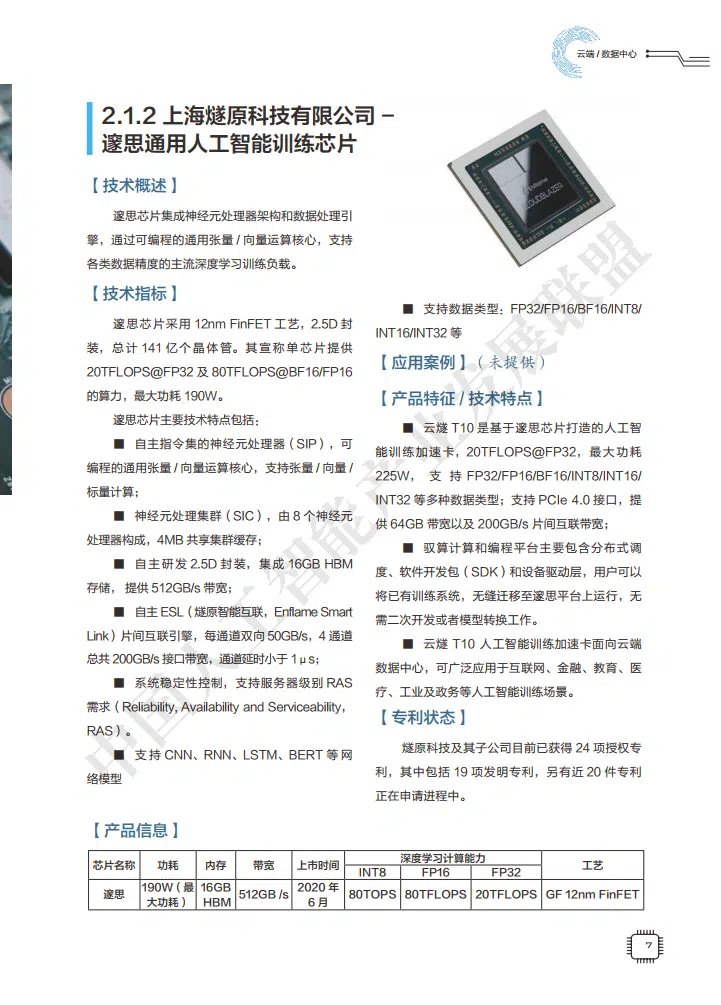 云端 / 数据中心
2.1.2 上海燧原科技有限公司 –
邃思通用人工智能训练芯片
Enflame
CLOUDBLAZER
【 技术概述 】
邃思芯片集成神经元处理器架构和数据处理引
擎，通过可编程的通用张量 / 向量运算核心，支持
各类数据精度的主流深度学习训练负载。
【 技术指标 】
邃思芯片采用 12nm FinFET 工艺，2.5D 封
装，总计 141 亿个晶体管。其宣称单芯片提供
20TFLOPS@FP32 及 80TFLOPS@BF16/FP16
的算力，最大功耗 190W。
邃思芯片主要技术特点包括：
■ 自主指令集的神经元处理器（SIP），可
编程的通用张量 / 向量运算核心，支持张量 / 向量 /
标量计算；
■ 神经元处理集群（SIC），由 8 个神经元
处理器构成，4MB 共享集群缓存；
■ 自主研发 2.5D 封装，集成 16GB HBM
存储， 提供 512GB/s 带宽；
■ 自主 ESL（燧原智能互联，Enflame Smart
Link）片间互联引擎，每通道双向 50GB/s，4 通道
总共 200GB/s 接口带宽，通道延时小于 1 μ s；
■ 系统稳定性控制，支持服务器级别 RAS
需求（Reliability, Availability and Serviceability，
RAS）。
■ 支持 CNN、RNN、LSTM、BERT 等网
络模型
■ 支持数据类型：FP32/FP16/BF16/INT8/
INT16/INT32 等
【 应用案例 】（ 未提供 ）
【 产品特征 / 技术特点 】
■ 云燧 T10 是基于邃思芯片打造的人工智
能训练加速卡，20TFLOPS@FP32，最大功耗
225W， 支 持 FP32/FP16/BF16/INT8/INT16/
INT32 等多种数据类型；支持 PCIe 4.0 接口，提
供 64GB 带宽以及 200GB/s 片间互联带宽；
■ 驭算计算和编程平台主要包含分布式调
度、软件开发包（SDK）和设备驱动层，用户可以
将已有训练系统，无缝迁移至邃思平台上运行，无
需二次开发或者模型转换工作。
■ 云燧 T10 人工智能训练加速卡面向云端
数据中心，可广泛应用于互联网、金融、教育、医
疗、工业及政务等人工智能训练场景。
【 专利状态 】
燧原科技及其子公司目前已获得 24 项授权专
利，其中包括 19 项发明专利，另有近 20 件专利
正在申请进程中。
中国人工智能产业发展联盟
【 产品信息 】
芯片名称 功耗 内存 带宽 上市时间 深度学习计算能力 工艺
INT8 FP16 FP32
邃思 190W（最大功耗） 16GB HBM 512GB /s 2020 年 6 月 80TOPS 80TFLOPS 20TFLOPS GF 12nm FinFET
7